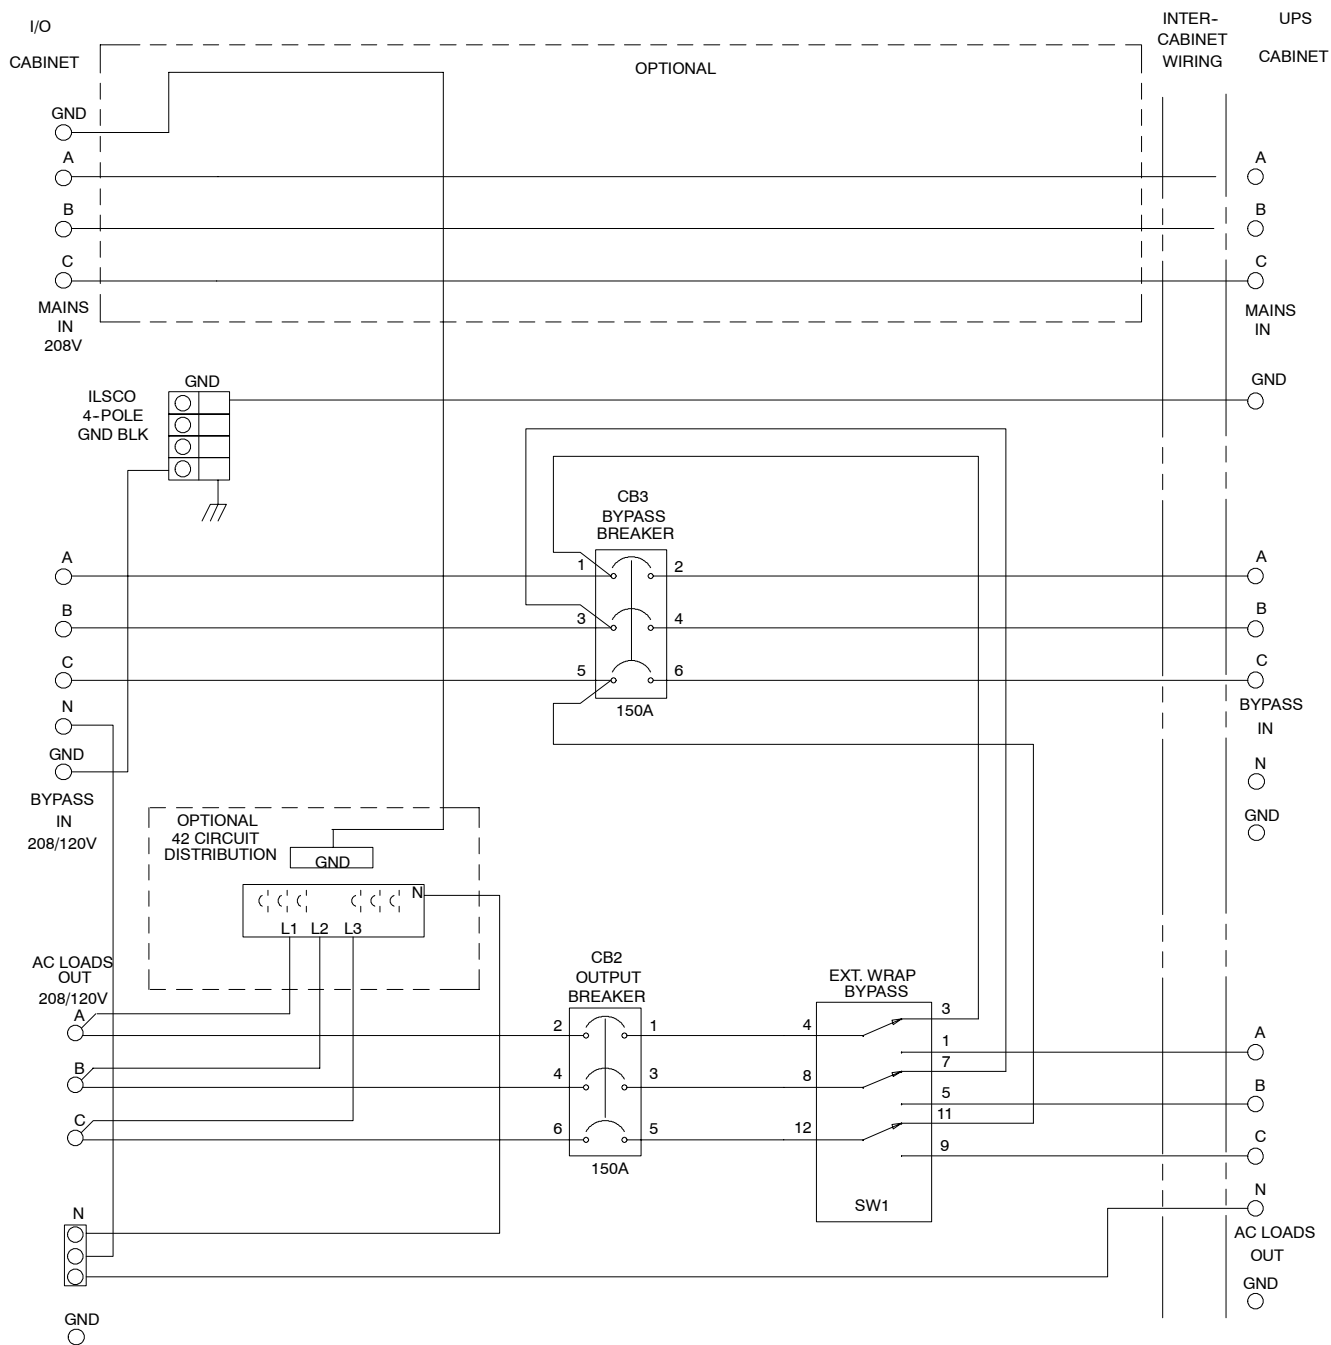 I/O
CABINET
INTER-
CABINET
WIRING
UPS
CABINET
OPTIONAL
GND
A
A
B
B
C
C
MAINS
IN
208V
MAINS
IN
GND
ILSCO
4-POLE
GND BLK
GND
CB3
BYPASS
BREAKER
A
1
2
A
B
3
4
B
C
5
6
C
150A
N
GND
BYPASS
IN
208/120V
BYPASS
IN
N
GND
OPTIONAL
42 CIRCUIT
DISTRIBUTION
GND
N
L1 L2 L3
AC LOADS
OUT
208/120V
CB2
OUTPUT
BREAKER
EXT. WRAP
BYPASS
A
2
1
4
3
1
A
B
4
3
8
7
5
B
C
6
5
12
11
9
C
150A
SW1
N
N
AC LOADS
OUT
GND
GND